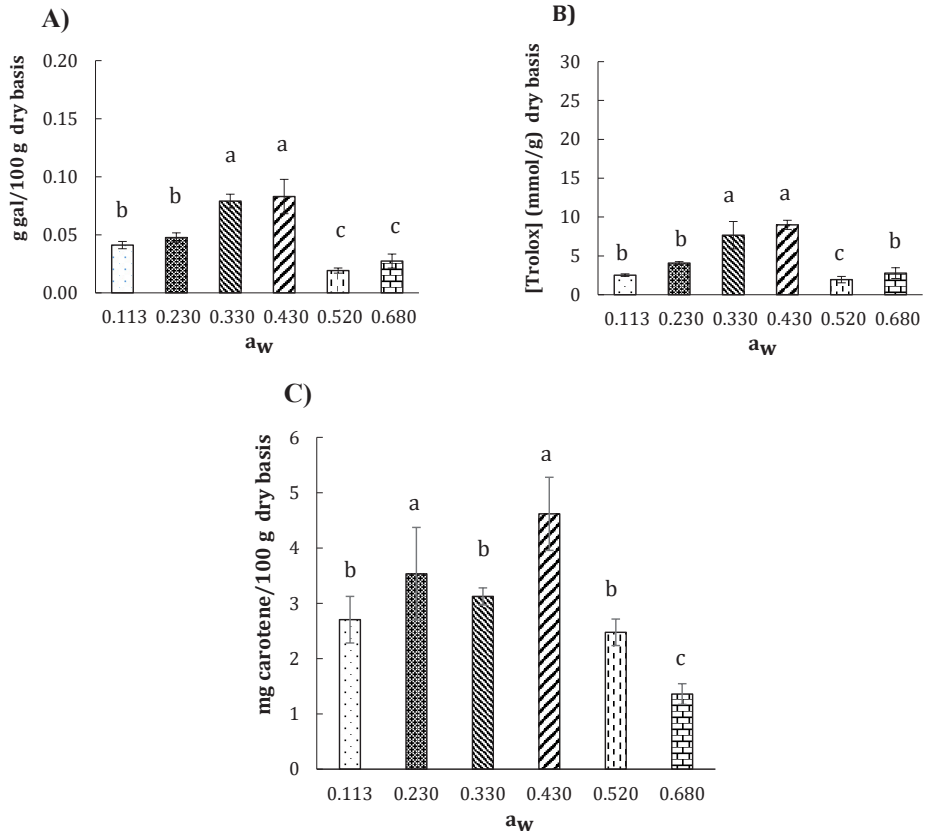 A)
g gal/100 g dry basis
0.20
0.15
0.10
0.05
0.00
b
b
a
a
c
c
0.113 0.230 0.330 0.430 0.520 0.680
aw
B)
[Trolox] (mmol/g) dry basis
30
25
20
15
10
5
0
b
b
a
a
c
b
0.113 0.230 0.330 0.430 0.520 0.680
aw
C)
mg carotene/100 g dry basis
6
5
4
3
2
1
0
b
a
b
a
b
c
0.113 0.230 0.330 0.430 0.520 0.680
aw